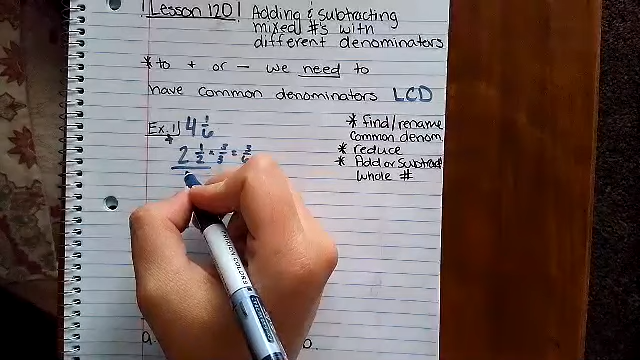 Lesson 120! Adding & subtracting
mixed #'s with
different denominators
*to + or − we need to
have common denominators LCD
Ex. 1) 4 1/6
+ 2 1/2 × 3/3 = 3/6
* find/rename
common denom.
* reduce
* Add or subtract
whole #
a.
FRIXION COLORS